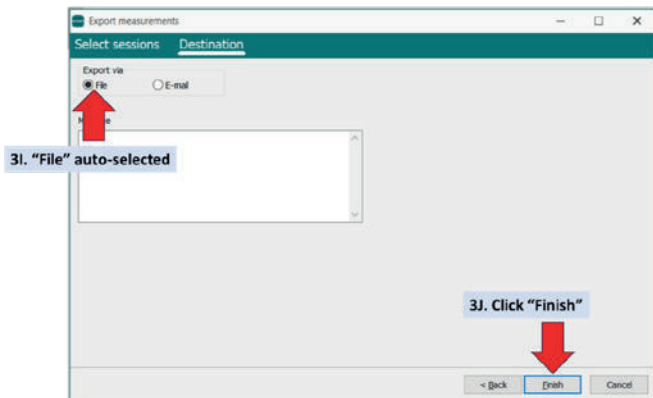 Export measurements
Select sessions Destination
Export via
File E-mail
3I. "File" auto-selected
3J. Click "Finish"
< Back Finish Cancel